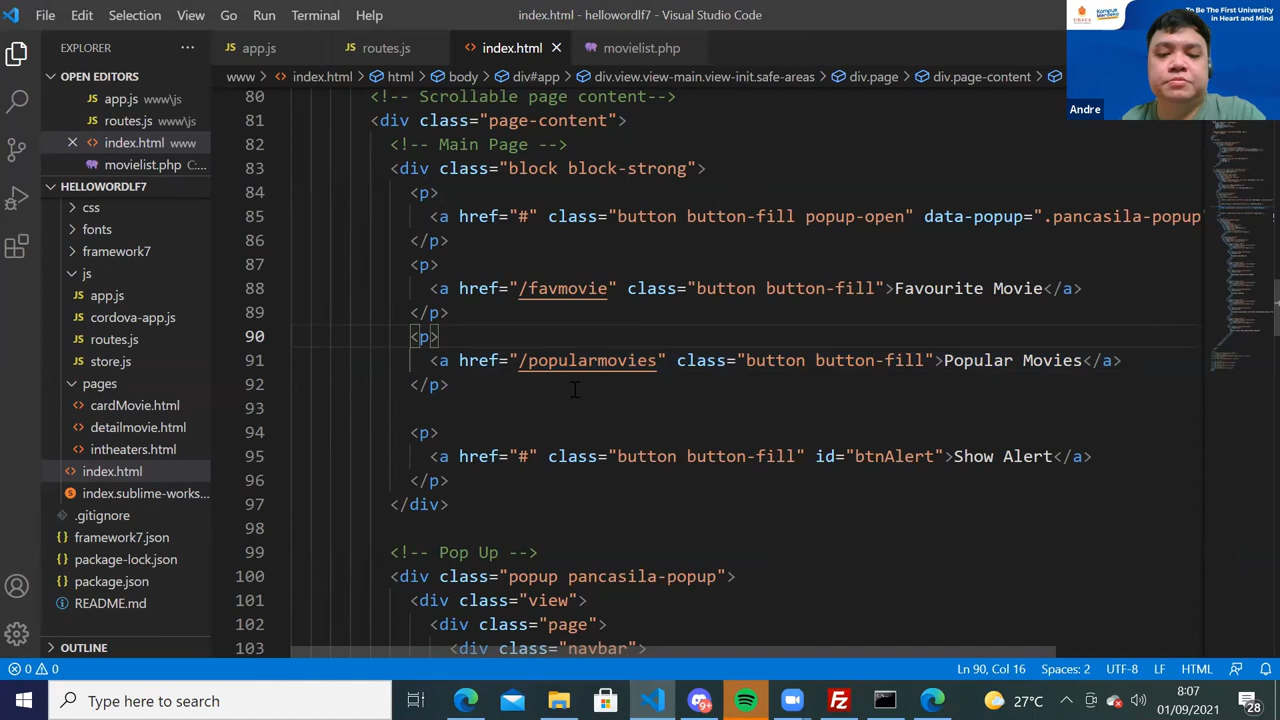 File Edit Selection View Go Run Terminal Help
index.html - hellowordlf7 - Visual Studio Code
UBAYA
Kampus Merdeka
To Be The First University
in Heart and Mind
Andre
EXPLORER
OPEN EDITORS
app.js www\js
routes.js www\js
index.html www
movielist.php C:...
HELLOWORDLF7
css
fonts
framework7
js
app.js
cordova-app.js
routes.js
store.js
pages
cardMovie.html
detailmovie.html
intheaters.html
index.html
index.sublime-works...
.gitignore
framework7.json
package-lock.json
package.json
README.md
OUTLINE
app.js routes.js index.html movielist.php
www > index.html > html > body > div#app > div.view.view-main.view-init.safe-areas > div.page > div.page-content >
80 <!-- Scrollable page content-->
81 <div class="page-content">
82 <!-- Main Page -->
83 <div class="block block-strong">
84 <p>
85 <a href="#" class="button button-fill popup-open" data-popup=".pancasila-popup
86 </p>
87 <p>
88 <a href="/favmovie" class="button button-fill">Favourite Movie</a>
89 </p>
90 <p>
91 <a href="/popularmovies" class="button button-fill">Popular Movies</a>
92 </p>
93
94 <p>
95 <a href="#" class="button button-fill" id="btnAlert">Show Alert</a>
96 </p>
97 </div>
98
99 <!-- Pop Up -->
100 <div class="popup pancasila-popup">
101 <div class="view">
102 <div class="page">
103 <div class="navbar">
0 0 Ln 90, Col 16 Spaces: 2 UTF-8 LF HTML
Type here to search
9+
27°C
8:07
01/09/2021
28